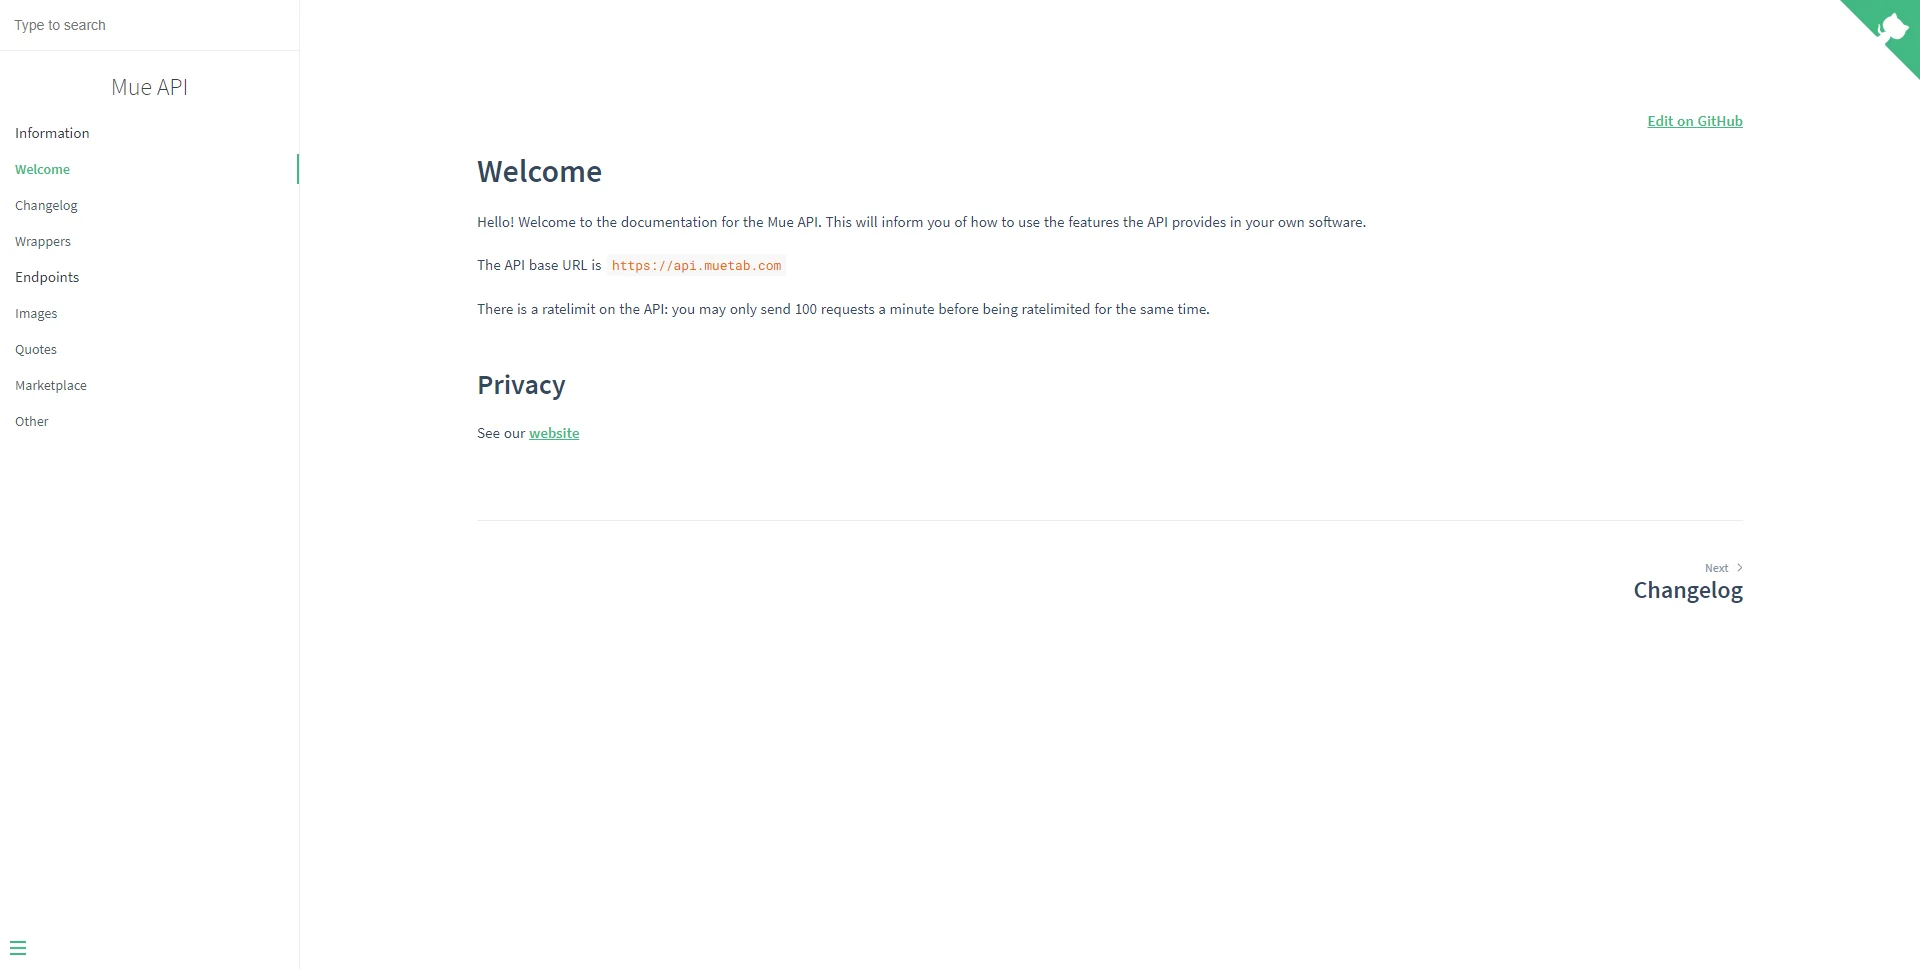 Type to search
Mue API
Information
Welcome
Changelog
Wrappers
Endpoints
Images
Quotes
Marketplace
Other
Edit on GitHub
Welcome
Hello! Welcome to the documentation for the Mue API. This will inform you of how to use the features the API provides in your own software.
The API base URL is https://api.muetab.com
There is a ratelimit on the API: you may only send 100 requests a minute before being ratelimited for the same time.
Privacy
See our website
Next
Changelog